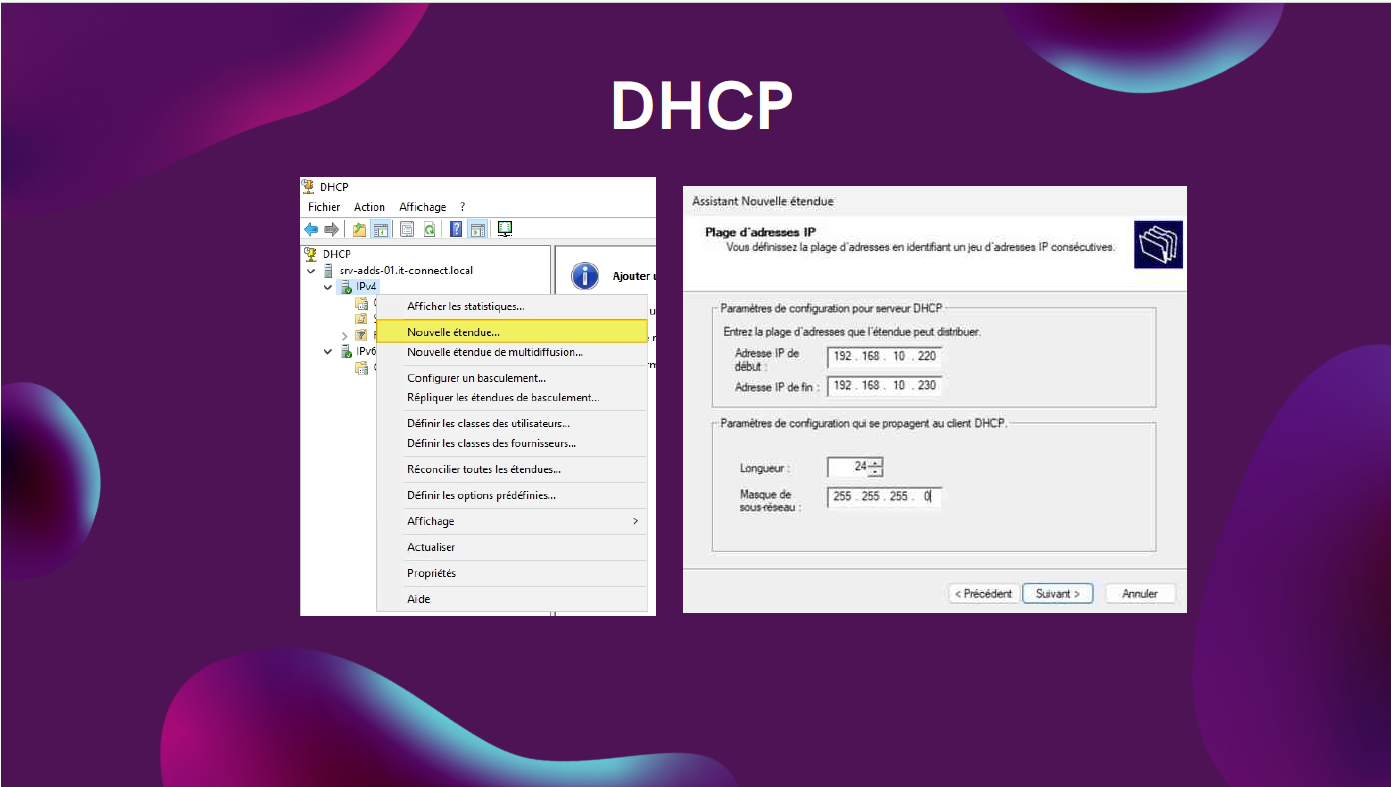 DHCP
DHCP
Fichier Action Affichage ?
DHCP
srv-adds-01.it-connect.local
IPv4
IPv6
Ajouter
Afficher les statistiques...
Nouvelle étendue...
Nouvelle étendue de multidiffusion...
Configurer un basculement...
Répliquer les étendues de basculement...
Définir les classes des utilisateurs...
Définir les classes des fournisseurs...
Réconcilier toutes les étendues...
Définir les options prédéfinies...
Affichage
Actualiser
Propriétés
Aide
Assistant Nouvelle étendue
Plage d'adresses IP
Vous définissez la plage d'adresses en identifiant un jeu d'adresses IP consécutives.
Paramètres de configuration pour serveur DHCP
Entrez la plage d'adresses que l'étendue peut distribuer.
Adresse IP de
début :
192 . 168 . 10 . 220
Adresse IP de fin : 192 . 168 . 10 . 230
Paramètres de configuration qui se propagent au client DHCP.
Longueur : 24
Masque de
sous-réseau :
255 . 255 . 255 . 0
< Précédent Suivant > Annuler